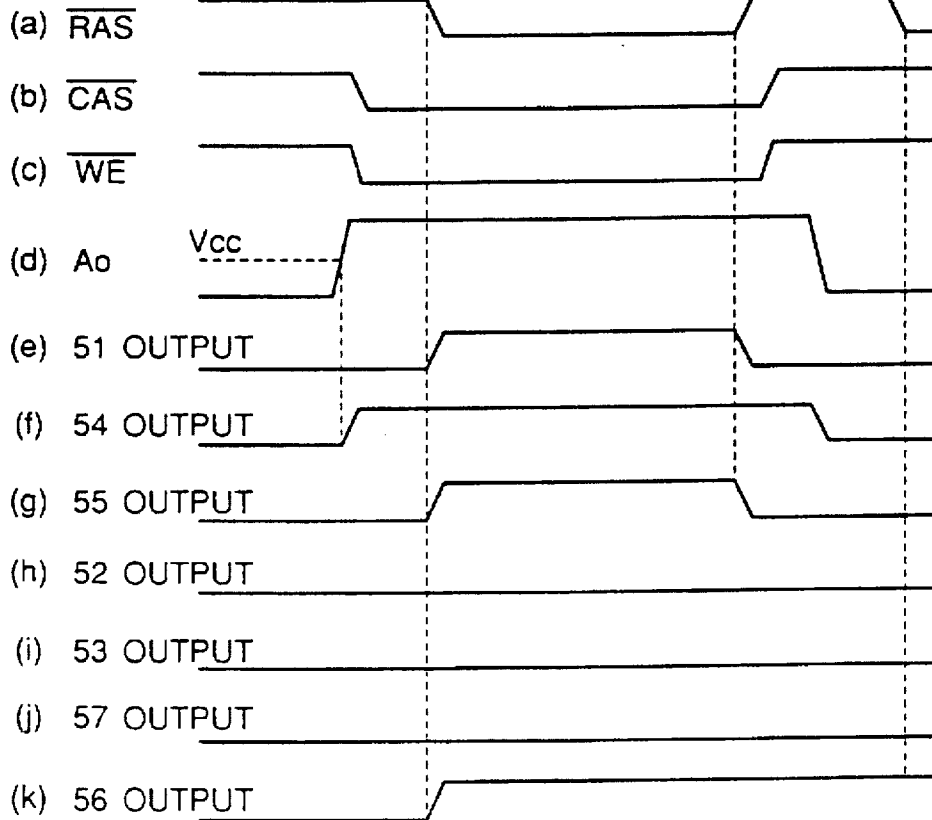 (a) RAS
(b) CAS
(c) WE
(d) Ao Vcc
(e) 51 OUTPUT
(f) 54 OUTPUT
(g) 55 OUTPUT
(h) 52 OUTPUT
(i) 53 OUTPUT
(j) 57 OUTPUT
(k) 56 OUTPUT